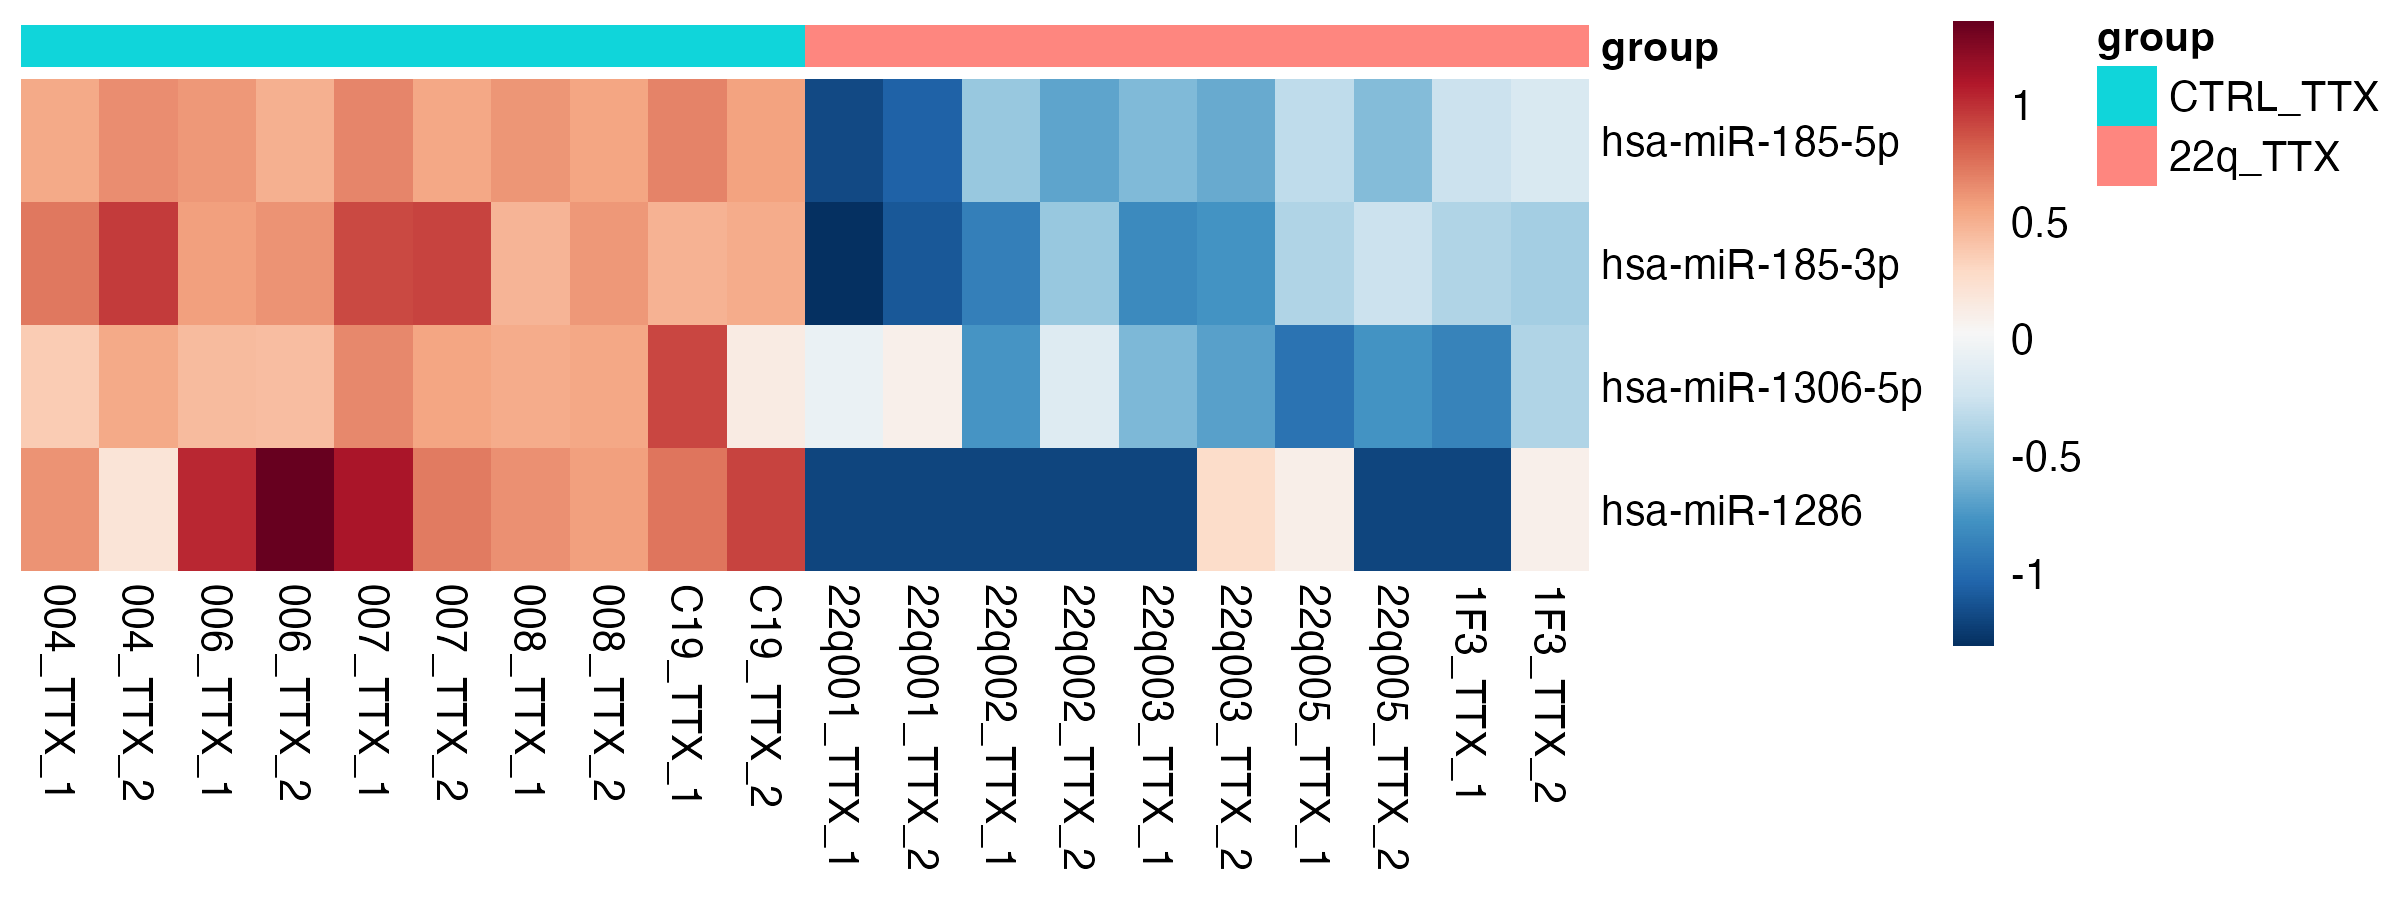 group
hsa-miR-185-5p
hsa-miR-185-3p
hsa-miR-1306-5p
hsa-miR-1286
004_TTX_1
004_TTX_2
006_TTX_1
006_TTX_2
007_TTX_1
007_TTX_2
008_TTX_1
008_TTX_2
C19_TTX_1
C19_TTX_2
22q001_TTX_1
22q001_TTX_2
22q002_TTX_1
22q002_TTX_2
22q003_TTX_1
22q003_TTX_2
22q005_TTX_1
22q005_TTX_2
1F3_TTX_1
1F3_TTX_2
1
0.5
0
-0.5
-1
group
CTRL_TTX
22q_TTX